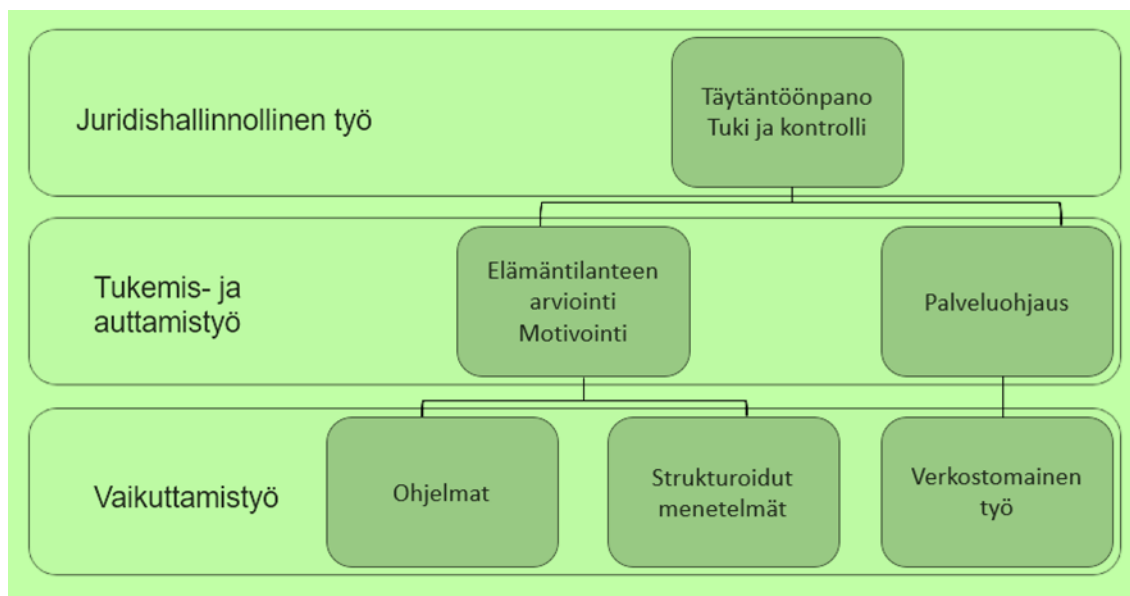 Juridishallinnollinen työ
Täytäntöönpano
Tuki ja kontrolli
Tukemis- ja
auttamistyö
Elämäntilanteen
arviointi
Motivointi
Palveluohjaus
Vaikuttamistyö
Ohjelmat
Strukturoidut
menetelmät
Verkostomainen
työ